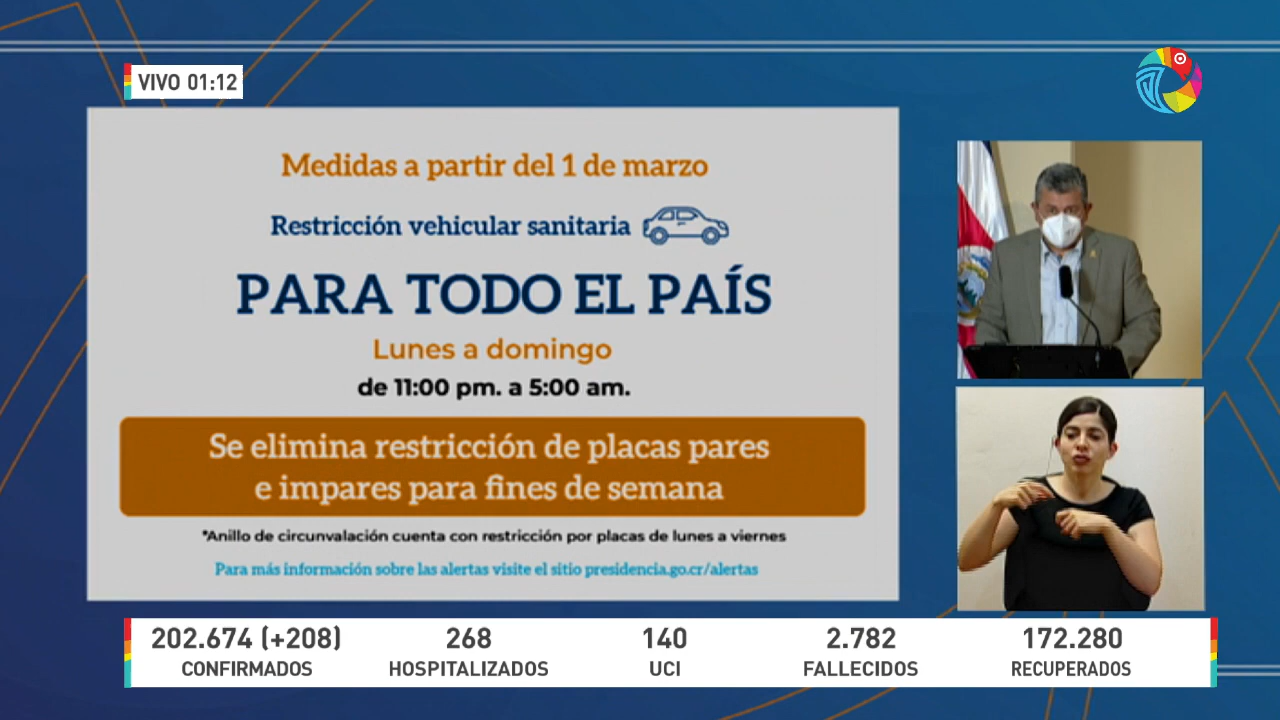 VIVO 01:12
Medidas a partir del 1 de marzo
Restricción vehicular sanitaria
PARA TODO EL PAÍS
Lunes a domingo
de 11:00 pm. a 5:00 am.
Se elimina restricción de placas pares
e impares para fines de semana
*Anillo de circunvalación cuenta con restricción por placas de lunes a viernes
Para más información sobre las alertas visite el sitio presidencia.go.cr/alertas
202.674 (+208) 268 140 2.782 172.280
CONFIRMADOS HOSPITALIZADOS UCI FALLECIDOS RECUPERADOS